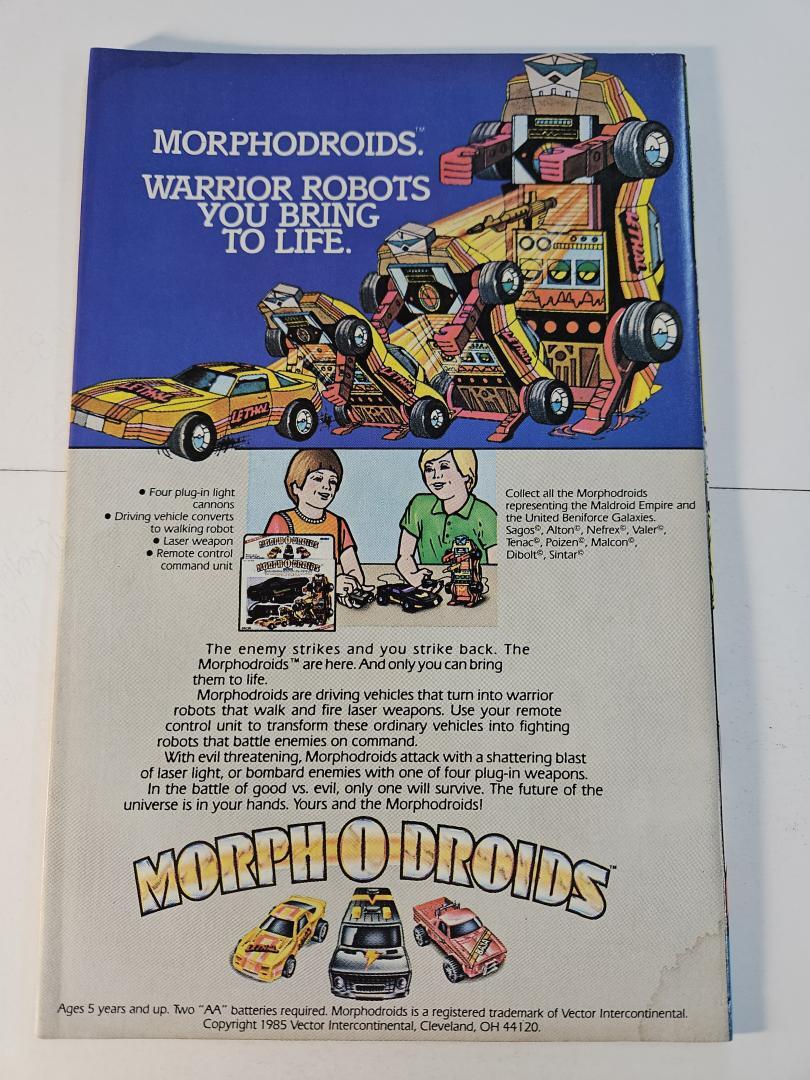 MORPHODROIDS.™
WARRIOR ROBOTS
YOU BRING
TO LIFE.
LETHAL
LETHAL
LETHAL
LETHAL
LETHAL
• Four plug-in light
cannons
• Driving vehicle converts
to walking robot
• Laser weapon
• Remote control
command unit
MORPH-O-DROIDS
MORPH-O-DROIDS
Collect all the Morphodroids
representing the Maldroid Empire and
the United Beniforce Galaxies.
Sagos©, Alton©, Nefrex©, Valer©,
Tenac©, Poizen©, Malcon©,
Dibolt©, Sintar©
The enemy strikes and you strike back. The
Morphodroids™ are here. And only you can bring
them to life.
Morphodroids are driving vehicles that turn into warrior
robots that walk and fire laser weapons. Use your remote
control unit to transform these ordinary vehicles into fighting
robots that battle enemies on command.
With evil threatening, Morphodroids attack with a shattering blast
of laser light, or bombard enemies with one of four plug-in weapons.
In the battle of good vs. evil, only one will survive. The future of the
universe is in your hands. Yours and the Morphodroids!
MORPH O DROIDS™
Ages 5 years and up. Two "AA" batteries required. Morphodroids is a registered trademark of Vector Intercontinental.
Copyright 1985 Vector Intercontinental, Cleveland, OH 44120.